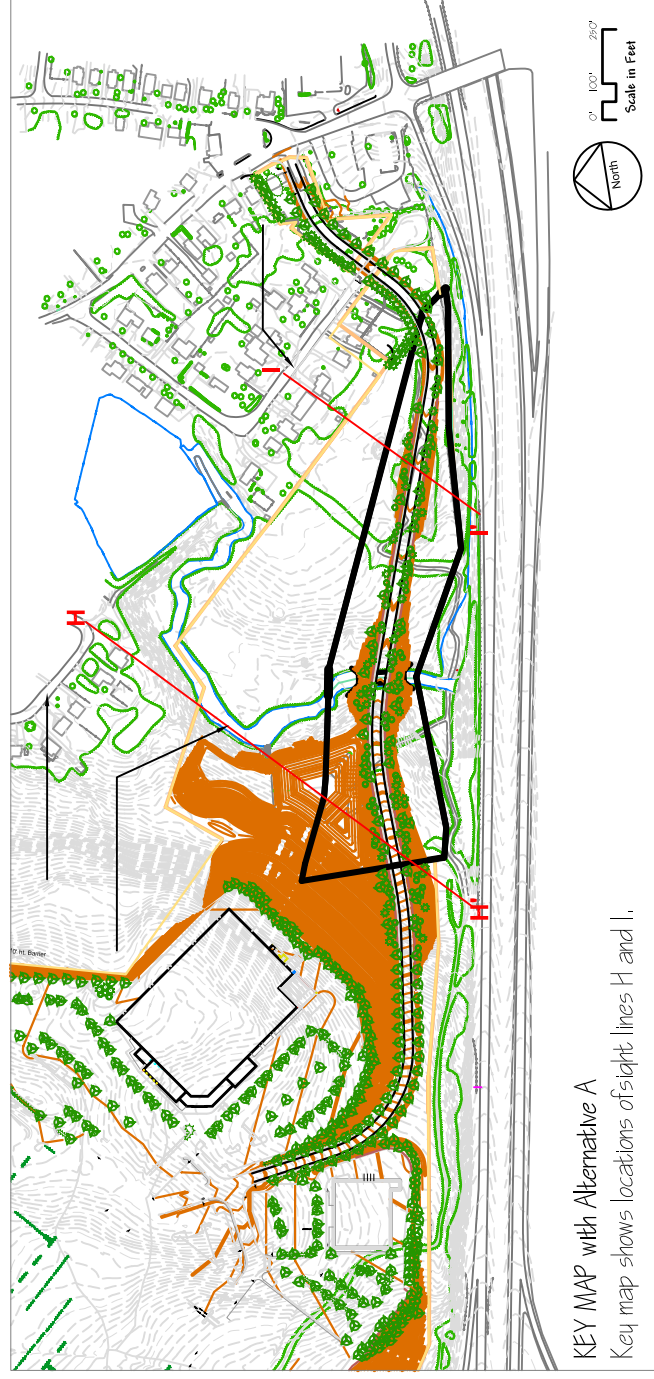 H
H'
I
I'
ht. Barrier
North
0' 100' 250'
Scale in Feet
KEY MAP with Alternative A
Key map shows locations of sight lines H and I.